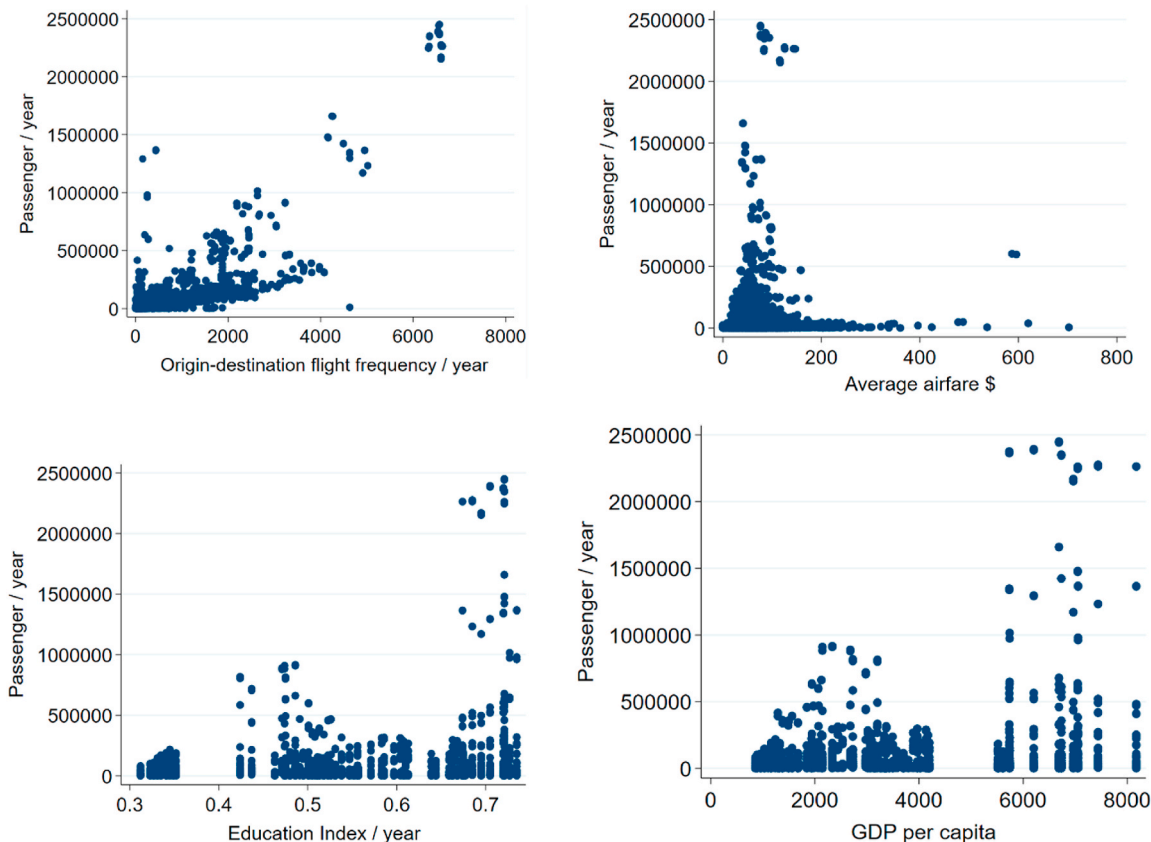 2500000
2000000
1500000
1000000
500000
0
Passenger / year
0 2000 4000 6000 8000
Origin-destination flight frequency / year
2500000
2000000
1500000
1000000
500000
0
Passenger / year
0 200 400 600 800
Average airfare $
2500000
2000000
1500000
1000000
500000
0
Passenger / year
0.3 0.4 0.5 0.6 0.7
Education Index / year
2500000
2000000
1500000
1000000
500000
0
Passenger / year
0 2000 4000 6000 8000
GDP per capita